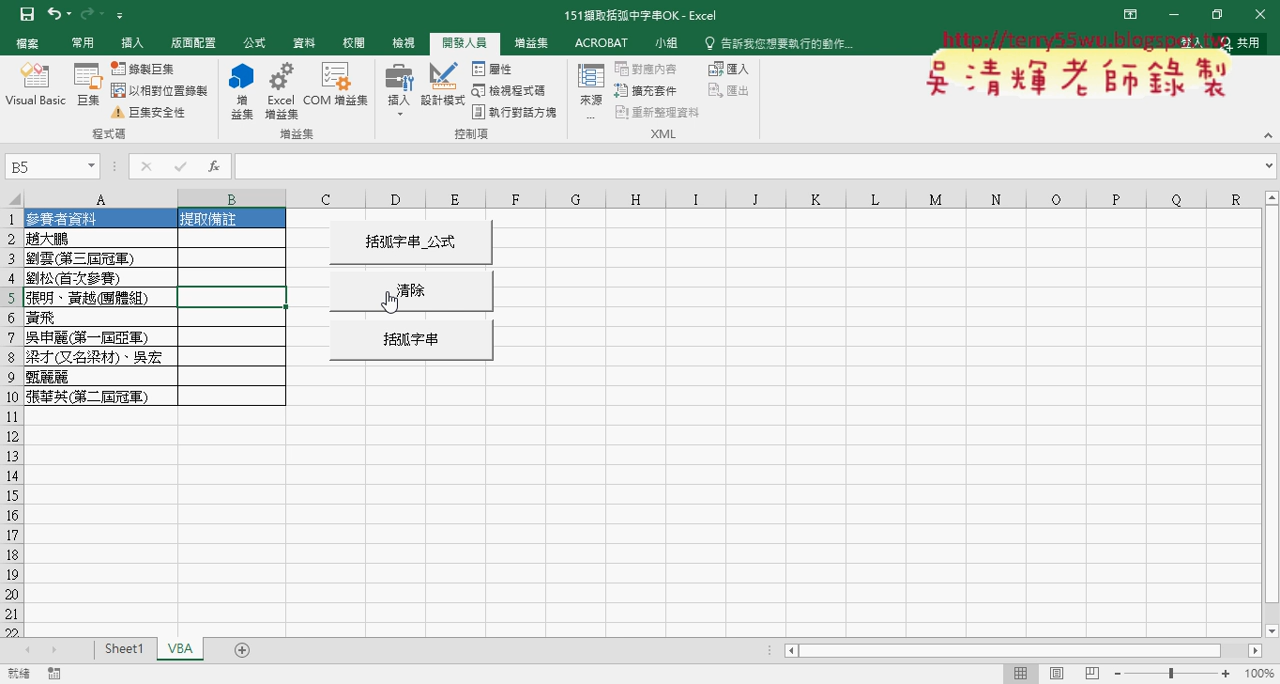 151擷取括弧中字串OK - Excel
http://terry55wu.blogspot.tw
吳清輝老師錄製
檔案 常用 插入 版面配置 公式 資料 校閱 檢視 開發人員 增益集 ACROBAT 小組 告訴我您想要執行的動作... 登入 共用
Visual Basic 巨集 錄製巨集 以相對位置錄製 巨集安全性 程式碼
增益集 Excel 增益集 COM 增益集 增益集
插入 設計模式 屬性 檢視程式碼 執行對話方塊 控制項
來源... 對應內容 擴充套件 重新整理資料 匯入 匯出 XML
B5 fx
A B C D E F G H I J K L M N O P Q R
1 參賽者資料 提取備註
2 趙大鵬
3 劉雲(第三屆冠軍)
4 劉松(首次參賽)
5 張明、黃越(團體組)
6 黃飛
7 吳申麗(第一屆亞軍)
8 梁才(又名梁材)、吳宏
9 甄麗麗
10 張華英(第二屆冠軍)
11
12
13
14
15
16
17
18
19
20
21
22
括弧字串_公式
清除
括弧字串
Sheet1 VBA
就緒 100%